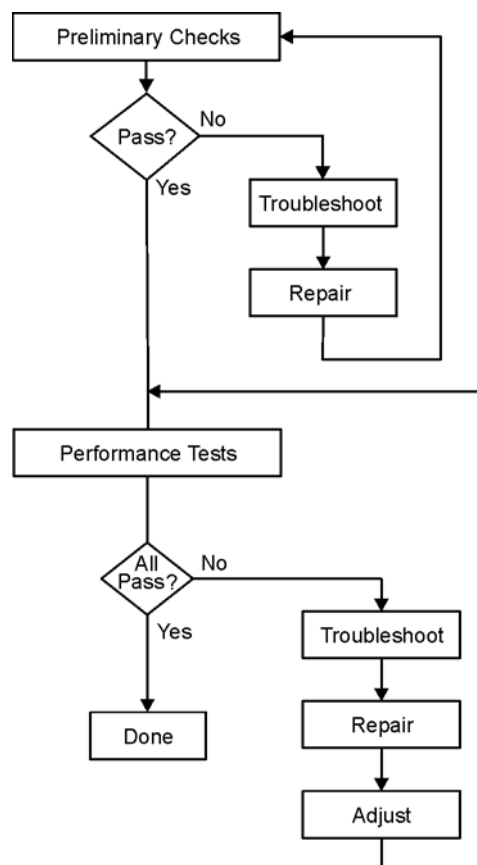 Preliminary Checks
Pass?
No
Yes
Troubleshoot
Repair
Performance Tests
All
Pass?
No
Yes
Troubleshoot
Repair
Done
Adjust